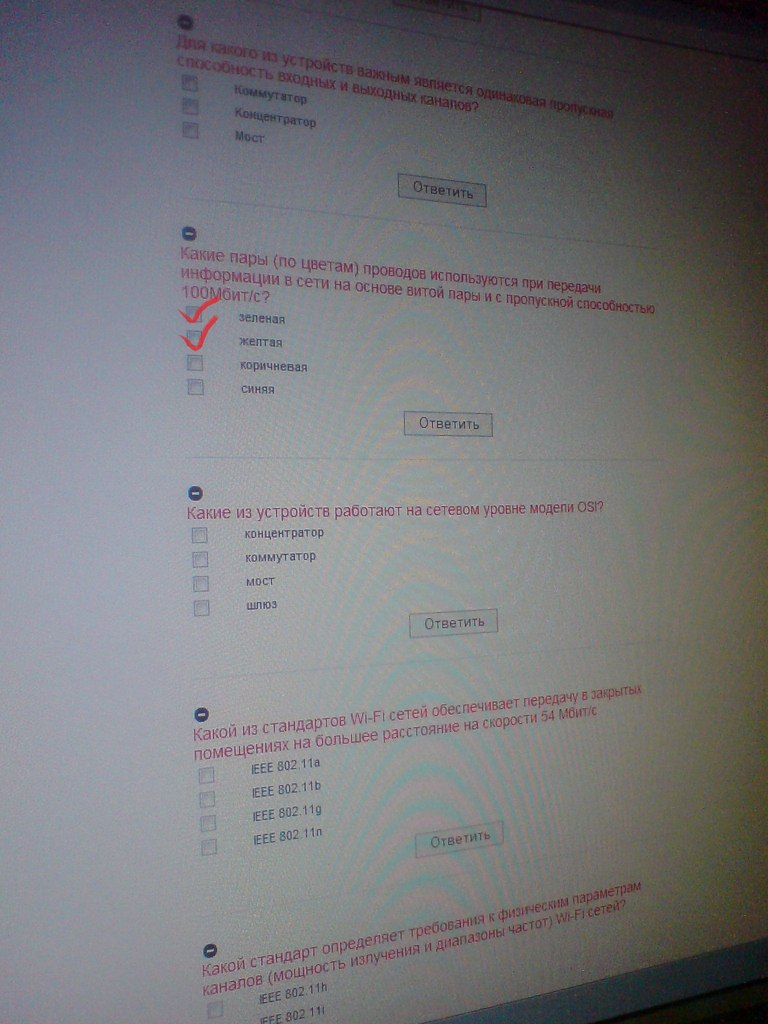 Для какого из устройств важным является одинаковая пропускная
способность входных и выходных каналов?
Коммутатор
Концентратор
Мост
Ответить
Какие пары (по цветам) проводов используются при передачи
информации в сети на основе витой пары и с пропускной способностью
100Мбит/с?
зеленая
желтая
коричневая
синяя
Ответить
Какие из устройств работают на сетевом уровне модели OSI?
концентратор
коммутатор
мост
шлюз
Ответить
Какой из стандартов Wi-Fi сетей обеспечивает передачу в закрытых
помещениях на большее расстояние на скорости 54 Мбит/с
IEEE 802.11a
IEEE 802.11b
IEEE 802.11g
IEEE 802.11n
Ответить
Какой стандарт определяет требования к физическим параметрам
каналов (мощность излучения и диапазоны частот) Wi-Fi сетей?
IEEE 802.11h
IEEE 802.11i